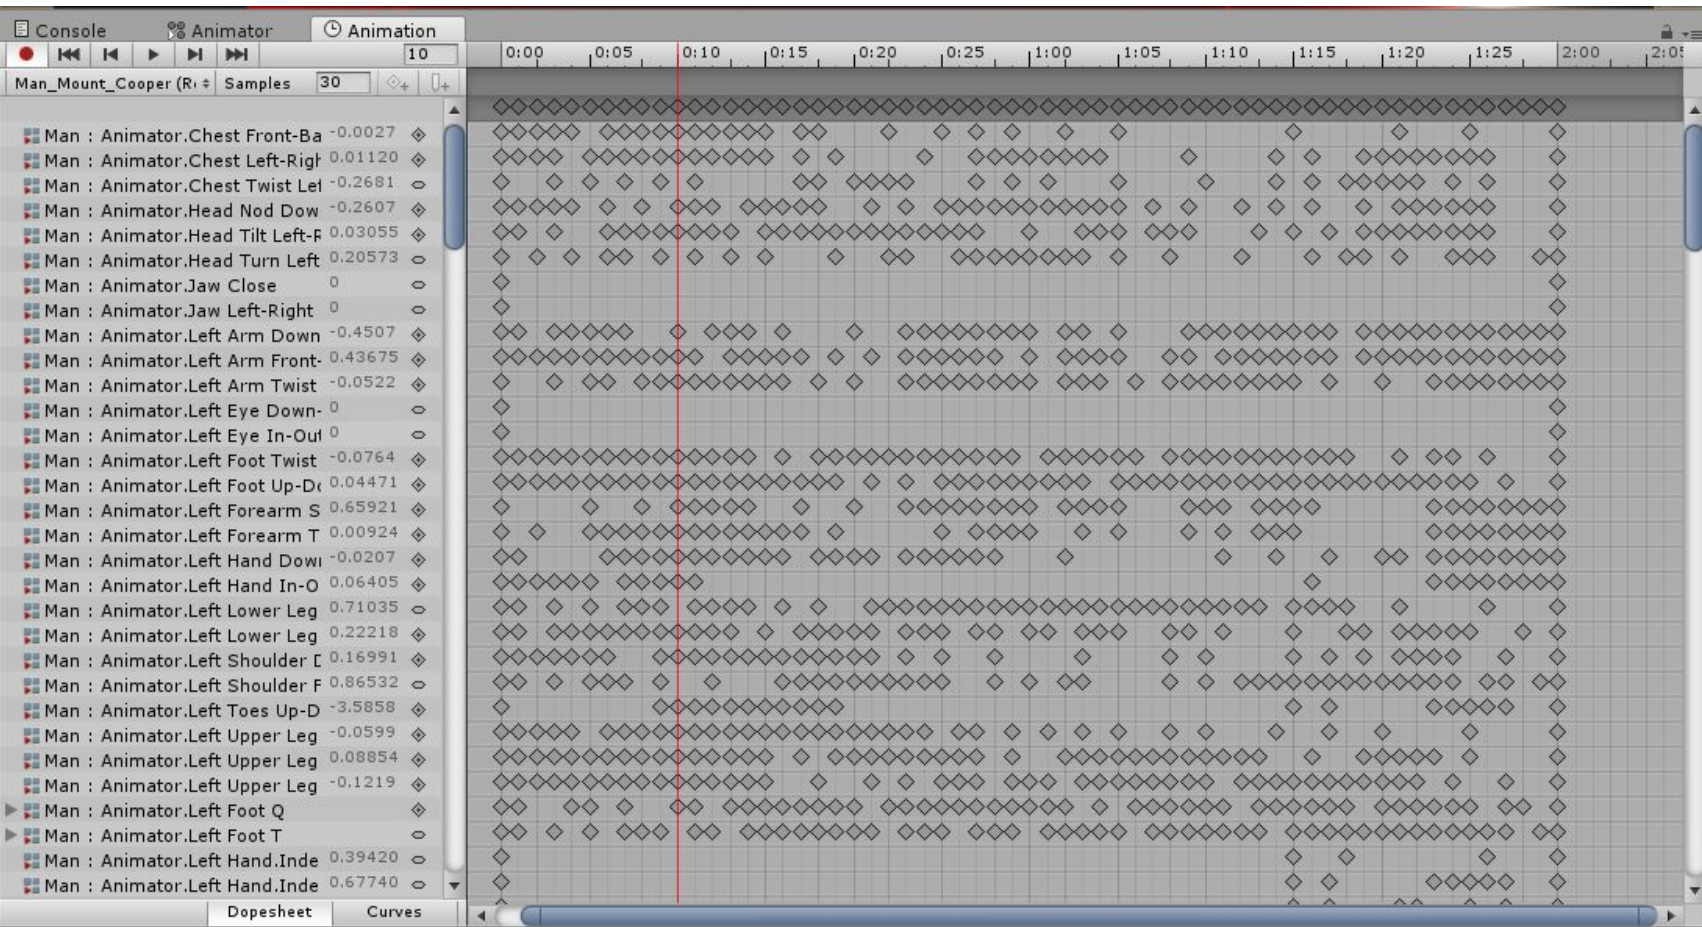 Console Animator Animation
10 0:00 0:05 0:10 0:15 0:20 0:25 1:00 1:05 1:10 1:15 1:20 1:25 2:00
Man_Mount_Cooper (R Samples 30
Man : Animator.Chest Front-Ba -0.0027
Man : Animator.Chest Left-Righ 0.01120
Man : Animator.Chest Twist Lef -0.2681
Man : Animator.Head Nod Dow -0.2607
Man : Animator.Head Tilt Left-R 0.03055
Man : Animator.Head Turn Left 0.20573
Man : Animator.Jaw Close 0
Man : Animator.Jaw Left-Right 0
Man : Animator.Left Arm Down -0.4507
Man : Animator.Left Arm Front- 0.43675
Man : Animator.Left Arm Twist -0.0522
Man : Animator.Left Eye Down- 0
Man : Animator.Left Eye In-Out 0
Man : Animator.Left Foot Twist -0.0764
Man : Animator.Left Foot Up-Do 0.04471
Man : Animator.Left Forearm S 0.65921
Man : Animator.Left Forearm T 0.00924
Man : Animator.Left Hand Dow -0.0207
Man : Animator.Left Hand In-O 0.06405
Man : Animator.Left Lower Leg 0.71035
Man : Animator.Left Lower Leg 0.22218
Man : Animator.Left Shoulder D 0.16991
Man : Animator.Left Shoulder F 0.86532
Man : Animator.Left Toes Up-D -3.5858
Man : Animator.Left Upper Leg -0.0599
Man : Animator.Left Upper Leg 0.08854
Man : Animator.Left Upper Leg -0.1219
Man : Animator.Left Foot Q
Man : Animator.Left Foot T
Man : Animator.Left Hand.Inde 0.39420
Man : Animator.Left Hand.Inde 0.67740
Dopesheet Curves